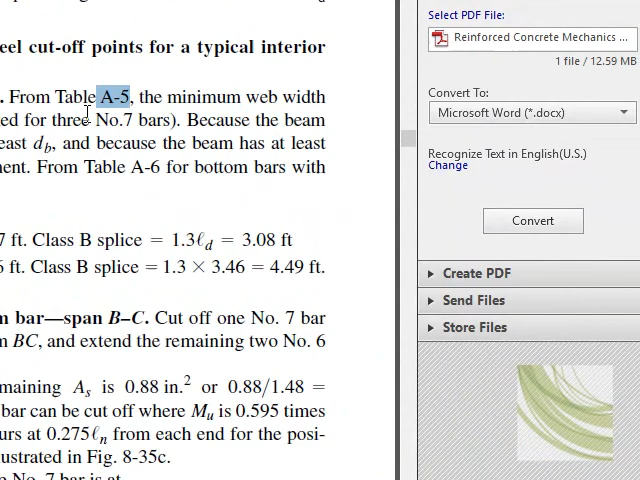 eel cut-off points for a typical interior
. From Table A-5, the minimum web width
ed for three No.7 bars). Because the beam
east d_b, and because the beam has at least
nent. From Table A-6 for bottom bars with
7 ft. Class B splice = 1.3ℓ_d = 3.08 ft
6 ft. Class B splice = 1.3 × 3.46 = 4.49 ft.
m bar—span B–C. Cut off one No. 7 bar
m BC, and extend the remaining two No. 6
maining A_s is 0.88 in.² or 0.88/1.48 =
bar can be cut off where M_u is 0.595 times
urs at 0.275ℓ_n from each end for the posi-
lustrated in Fig. 8-35c.
e No. 7 bar is at
Select PDF File:
Reinforced Concrete Mechanics ...
1 file / 12.59 MB
Convert To:
Microsoft Word (*.docx)
Recognize Text in English(U.S.)
Change
Convert
Create PDF
Send Files
Store Files